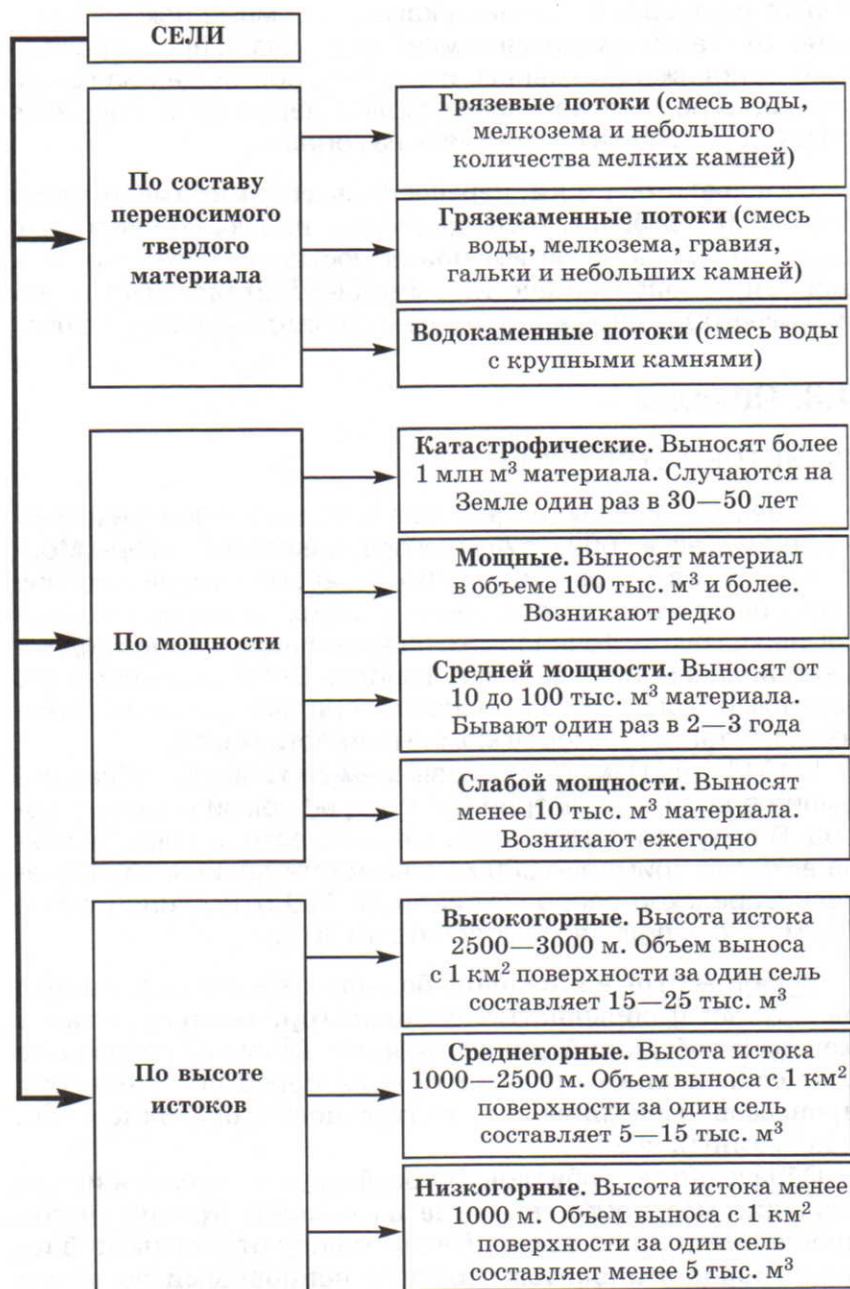 СЕЛИ
По составу
переносимого
твердого
материала
Грязевые потоки (смесь воды,
мелкозема и небольшого
количества мелких камней)
Грязекаменные потоки (смесь
воды, мелкозема, гравия,
гальки и небольших камней)
Водокаменные потоки (смесь воды
с крупными камнями)
По мощности
Катастрофические. Выносят более
1 млн м³ материала. Случаются на
Земле один раз в 30—50 лет
Мощные. Выносят материал
в объеме 100 тыс. м³ и более.
Возникают редко
Средней мощности. Выносят от
10 до 100 тыс. м³ материала.
Бывают один раз в 2—3 года
Слабой мощности. Выносят
менее 10 тыс. м³ материала.
Возникают ежегодно
По высоте
истоков
Высокогорные. Высота истока
2500—3000 м. Объем выноса
с 1 км² поверхности за один сель
составляет 15—25 тыс. м³
Среднегорные. Высота истока
1000—2500 м. Объем выноса с 1 км²
поверхности за один сель
составляет 5—15 тыс. м³
Низкогорные. Высота истока менее
1000 м. Объем выноса с 1 км²
поверхности за один сель
составляет менее 5 тыс. м³